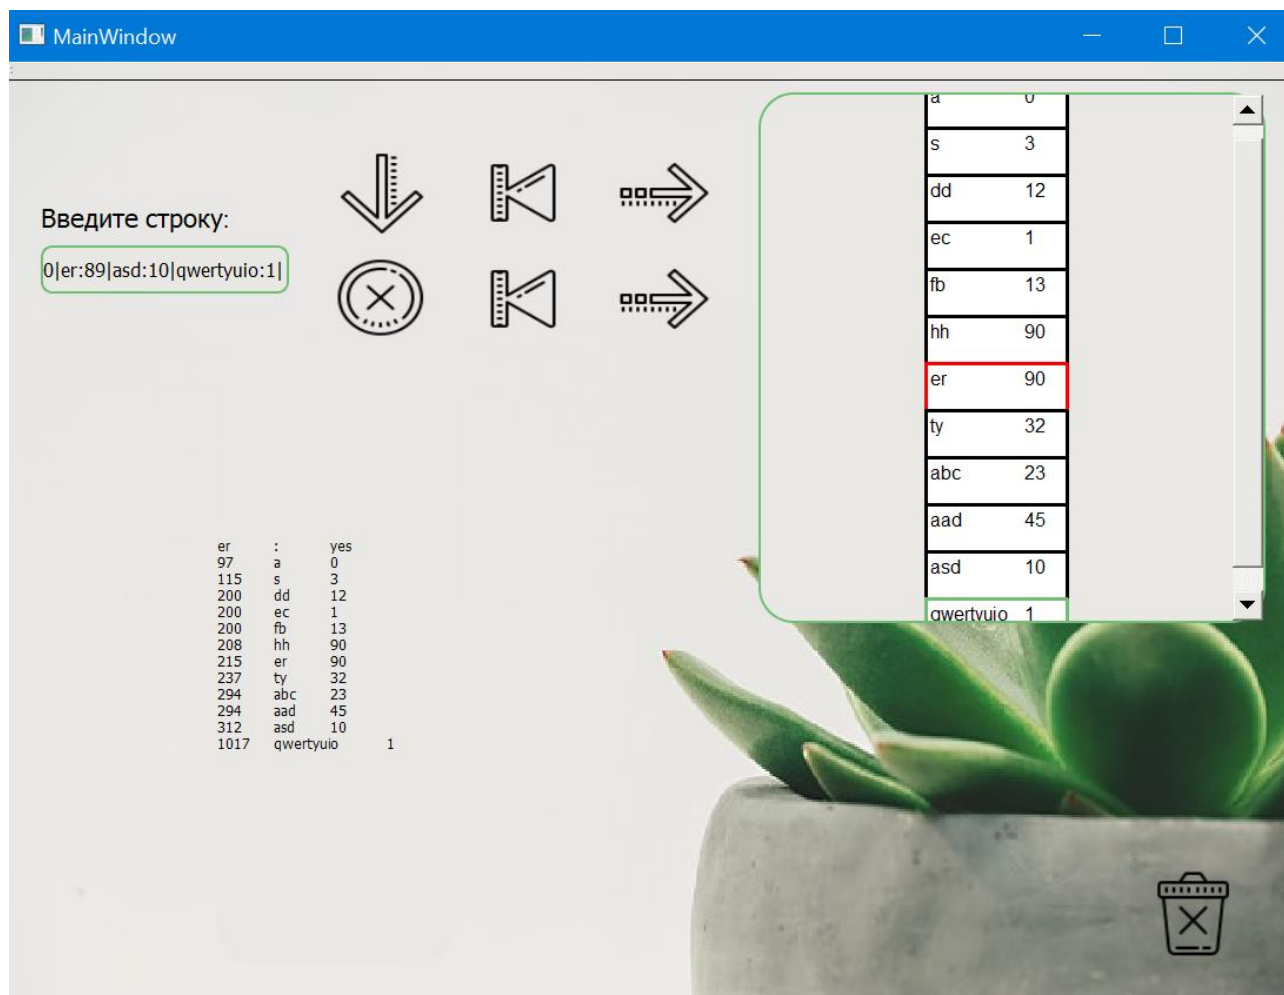 MainWindow
Введите строку:
0|er:89|asd:10|qwertyuio:1|
a 0
s 3
dd 12
ec 1
fb 13
hh 90
er 90
ty 32
abc 23
aad 45
asd 10
qwertyuio 1
er : yes
97 a 0
115 s 3
200 dd 12
200 ec 1
200 fb 13
208 hh 90
215 er 90
237 ty 32
294 abc 23
294 aad 45
312 asd 10
1017 qwertyuio 1